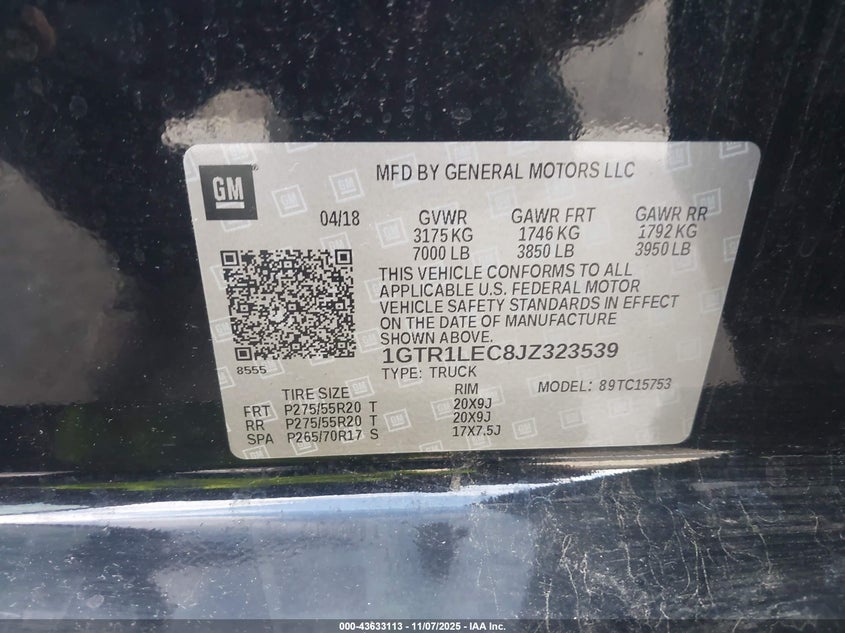 GM
MFD BY GENERAL MOTORS LLC
04/18 GVWR GAWR FRT GAWR RR
3175 KG 1746 KG 1792 KG
7000 LB 3850 LB 3950 LB
THIS VEHICLE CONFORMS TO ALL
APPLICABLE U.S. FEDERAL MOTOR
VEHICLE SAFETY STANDARDS IN EFFECT
ON THE DATE OF MANUFACTURE
SHOWN ABOVE.
1GTR1LEC8JZ323539
8555
TYPE: TRUCK
MODEL: 89TC15753
TIRE SIZE RIM
FRT P275/55R20 T 20X9J
RR P275/55R20 T 20X9J
SPA P265/70R17 S 17X7.5J
000-43633113 - 11/07/2025 - IAA Inc.